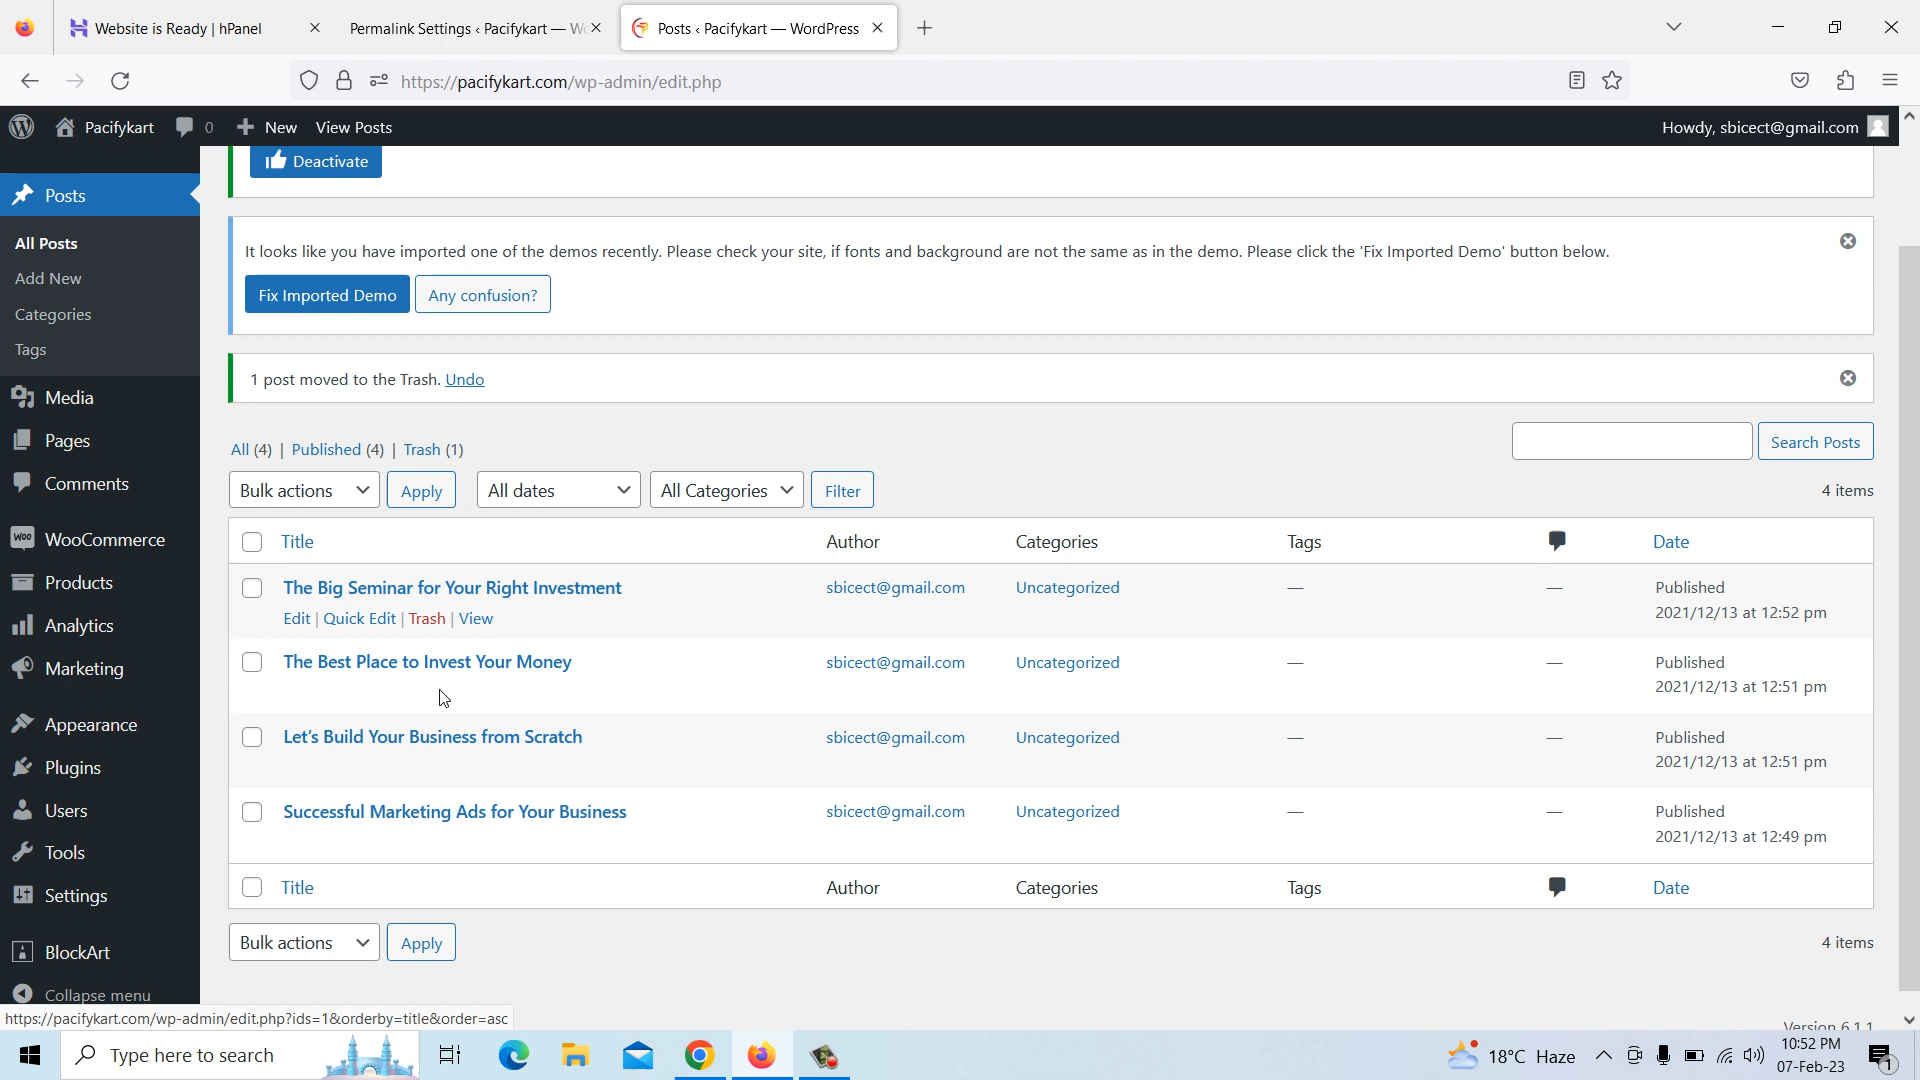 Website is Ready | hPanel
Permalink Settings ‹ Pacifykart — Wo
Posts ‹ Pacifykart — WordPress
https://pacifykart.com/wp-admin/edit.php
Pacifykart 0 New View Posts
Howdy, sbicect@gmail.com
Posts
All Posts
Add New
Categories
Tags
Media
Pages
Comments
Woo WooCommerce
Products
Analytics
Marketing
Appearance
Plugins
Users
Tools
Settings
BlockArt
Collapse menu
Deactivate
It looks like you have imported one of the demos recently. Please check your site, if fonts and background are not the same as in the demo. Please click the 'Fix Imported Demo' button below.
Fix Imported Demo Any confusion?
1 post moved to the Trash. Undo
All (4) | Published (4) | Trash (1)
Search Posts
Bulk actions Apply All dates All Categories Filter
4 items
Title Author Categories Tags Date
The Big Seminar for Your Right Investment sbicect@gmail.com Uncategorized — — Published
Edit | Quick Edit | Trash | View 2021/12/13 at 12:52 pm
The Best Place to Invest Your Money sbicect@gmail.com Uncategorized — — Published
2021/12/13 at 12:51 pm
Let's Build Your Business from Scratch sbicect@gmail.com Uncategorized — — Published
2021/12/13 at 12:51 pm
Successful Marketing Ads for Your Business sbicect@gmail.com Uncategorized — — Published
2021/12/13 at 12:49 pm
Title Author Categories Tags Date
Bulk actions Apply
4 items
https://pacifykart.com/wp-admin/edit.php?ids=1&orderby=title&order=asc
Version 6.1.1
Type here to search
18°C Haze
10:52 PM
07-Feb-23
1